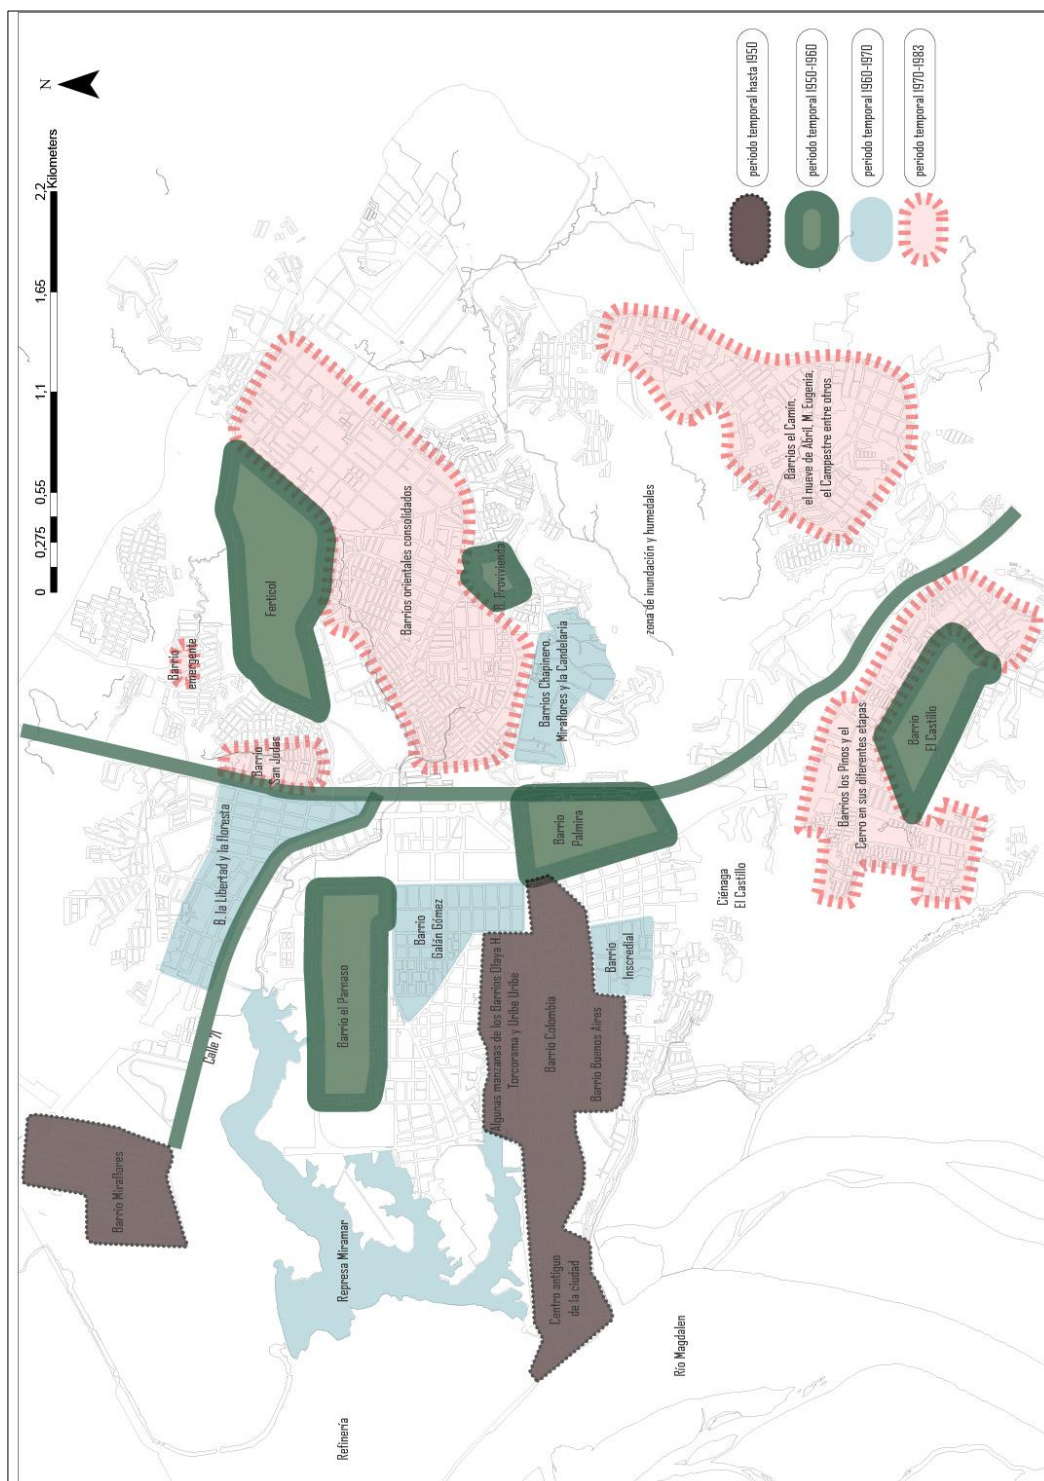 N
0 0,275 0,55 1,1 1,65 2,2
Kilometers
periodo temporal hasta 1950
periodo temporal 1950-1960
periodo temporal 1960-1970
periodo temporal 1970-1983
Barrio Miraflores
Calle 71
B. la Libertad y la floresta
Barrio
San Judas
Barrio
emergente
Ferticol
Refinería
Represa Miramar
Barrio el Parnaso
Barrio
Galán Gómez
Barrios orientales consolidados
B. Provivienda
Centro antiguo
de la ciudad
Algunas manzanas de los Barrios Olaya H.
Torcorama y Uribe Uribe
Barrio Colombia
Barrio Buenos Aires
Barrio
Inscredial
Barrio
Palmira
Barrios Chapinero,
Miraflores y la Candelaria
zona de inundación y humedales
Río Magdalen
Ciénaga
El Castillo
Barrios los Pinos y el
Cerro en sus diferentes etapas
Barrio
El Castillo
Barrios el Camín,
el nueve de Abril, M. Eugenia,
el Campestre entre otros